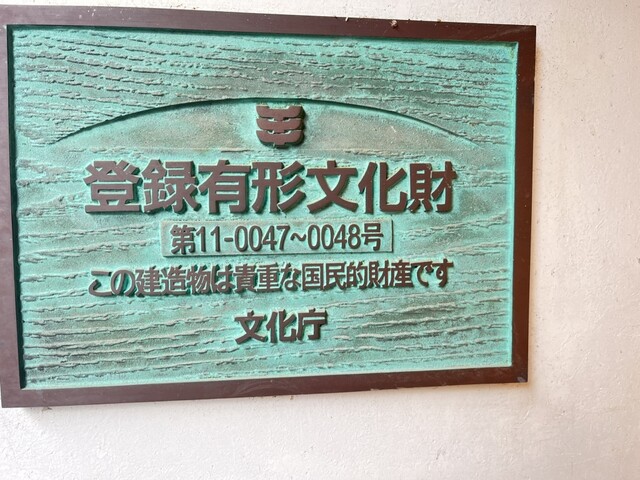 登録有形文化財
第11-0047~0048号
この建造物は貴重な国民的財産です
文化庁